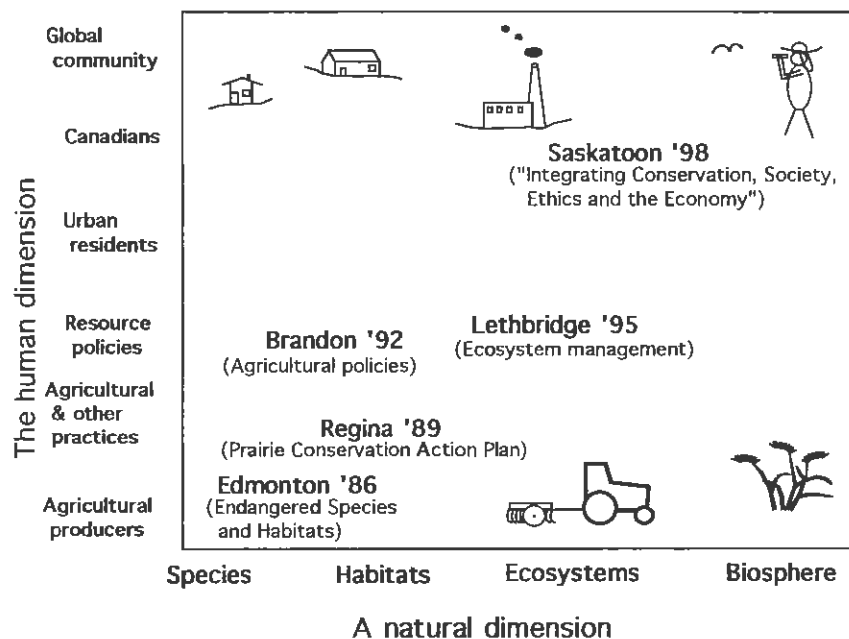 The human dimension
Global
community
Canadians
Urban
residents
Resource
policies
Agricultural
& other
practices
Agricultural
producers
Saskatoon '98
("Integrating Conservation, Society,
Ethics and the Economy")
Brandon '92
(Agricultural policies)
Lethbridge '95
(Ecosystem management)
Regina '89
(Prairie Conservation Action Plan)
Edmonton '86
(Endangered Species
and Habitats)
Species
Habitats
Ecosystems
Biosphere
A natural dimension